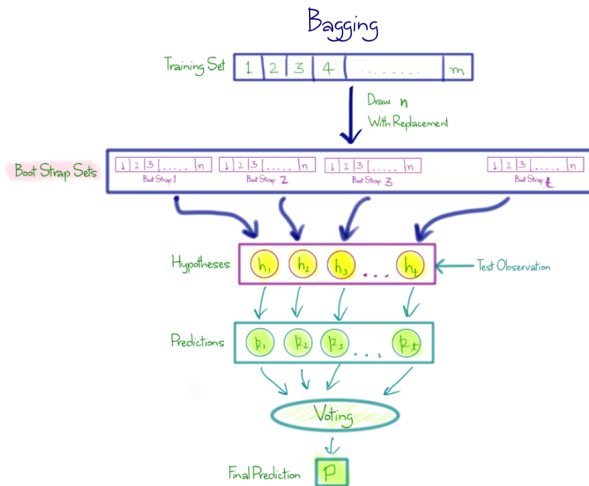 Bagging
Training Set 1 2 3 4 ........ m
Draw n
With Replacement
Boot Strap Sets
1 2 3 ..... n 1 2 3 ..... n 1 2 3 ..... n 1 2 3 ..... n
Boot Strap 1 Boot Strap 2 Boot Strap 3 Boot Strap t
Hypotheses h1 h2 h3 ... ht Test Observation
Predictions p1 p2 p3 ... pt
Voting
Final Prediction P